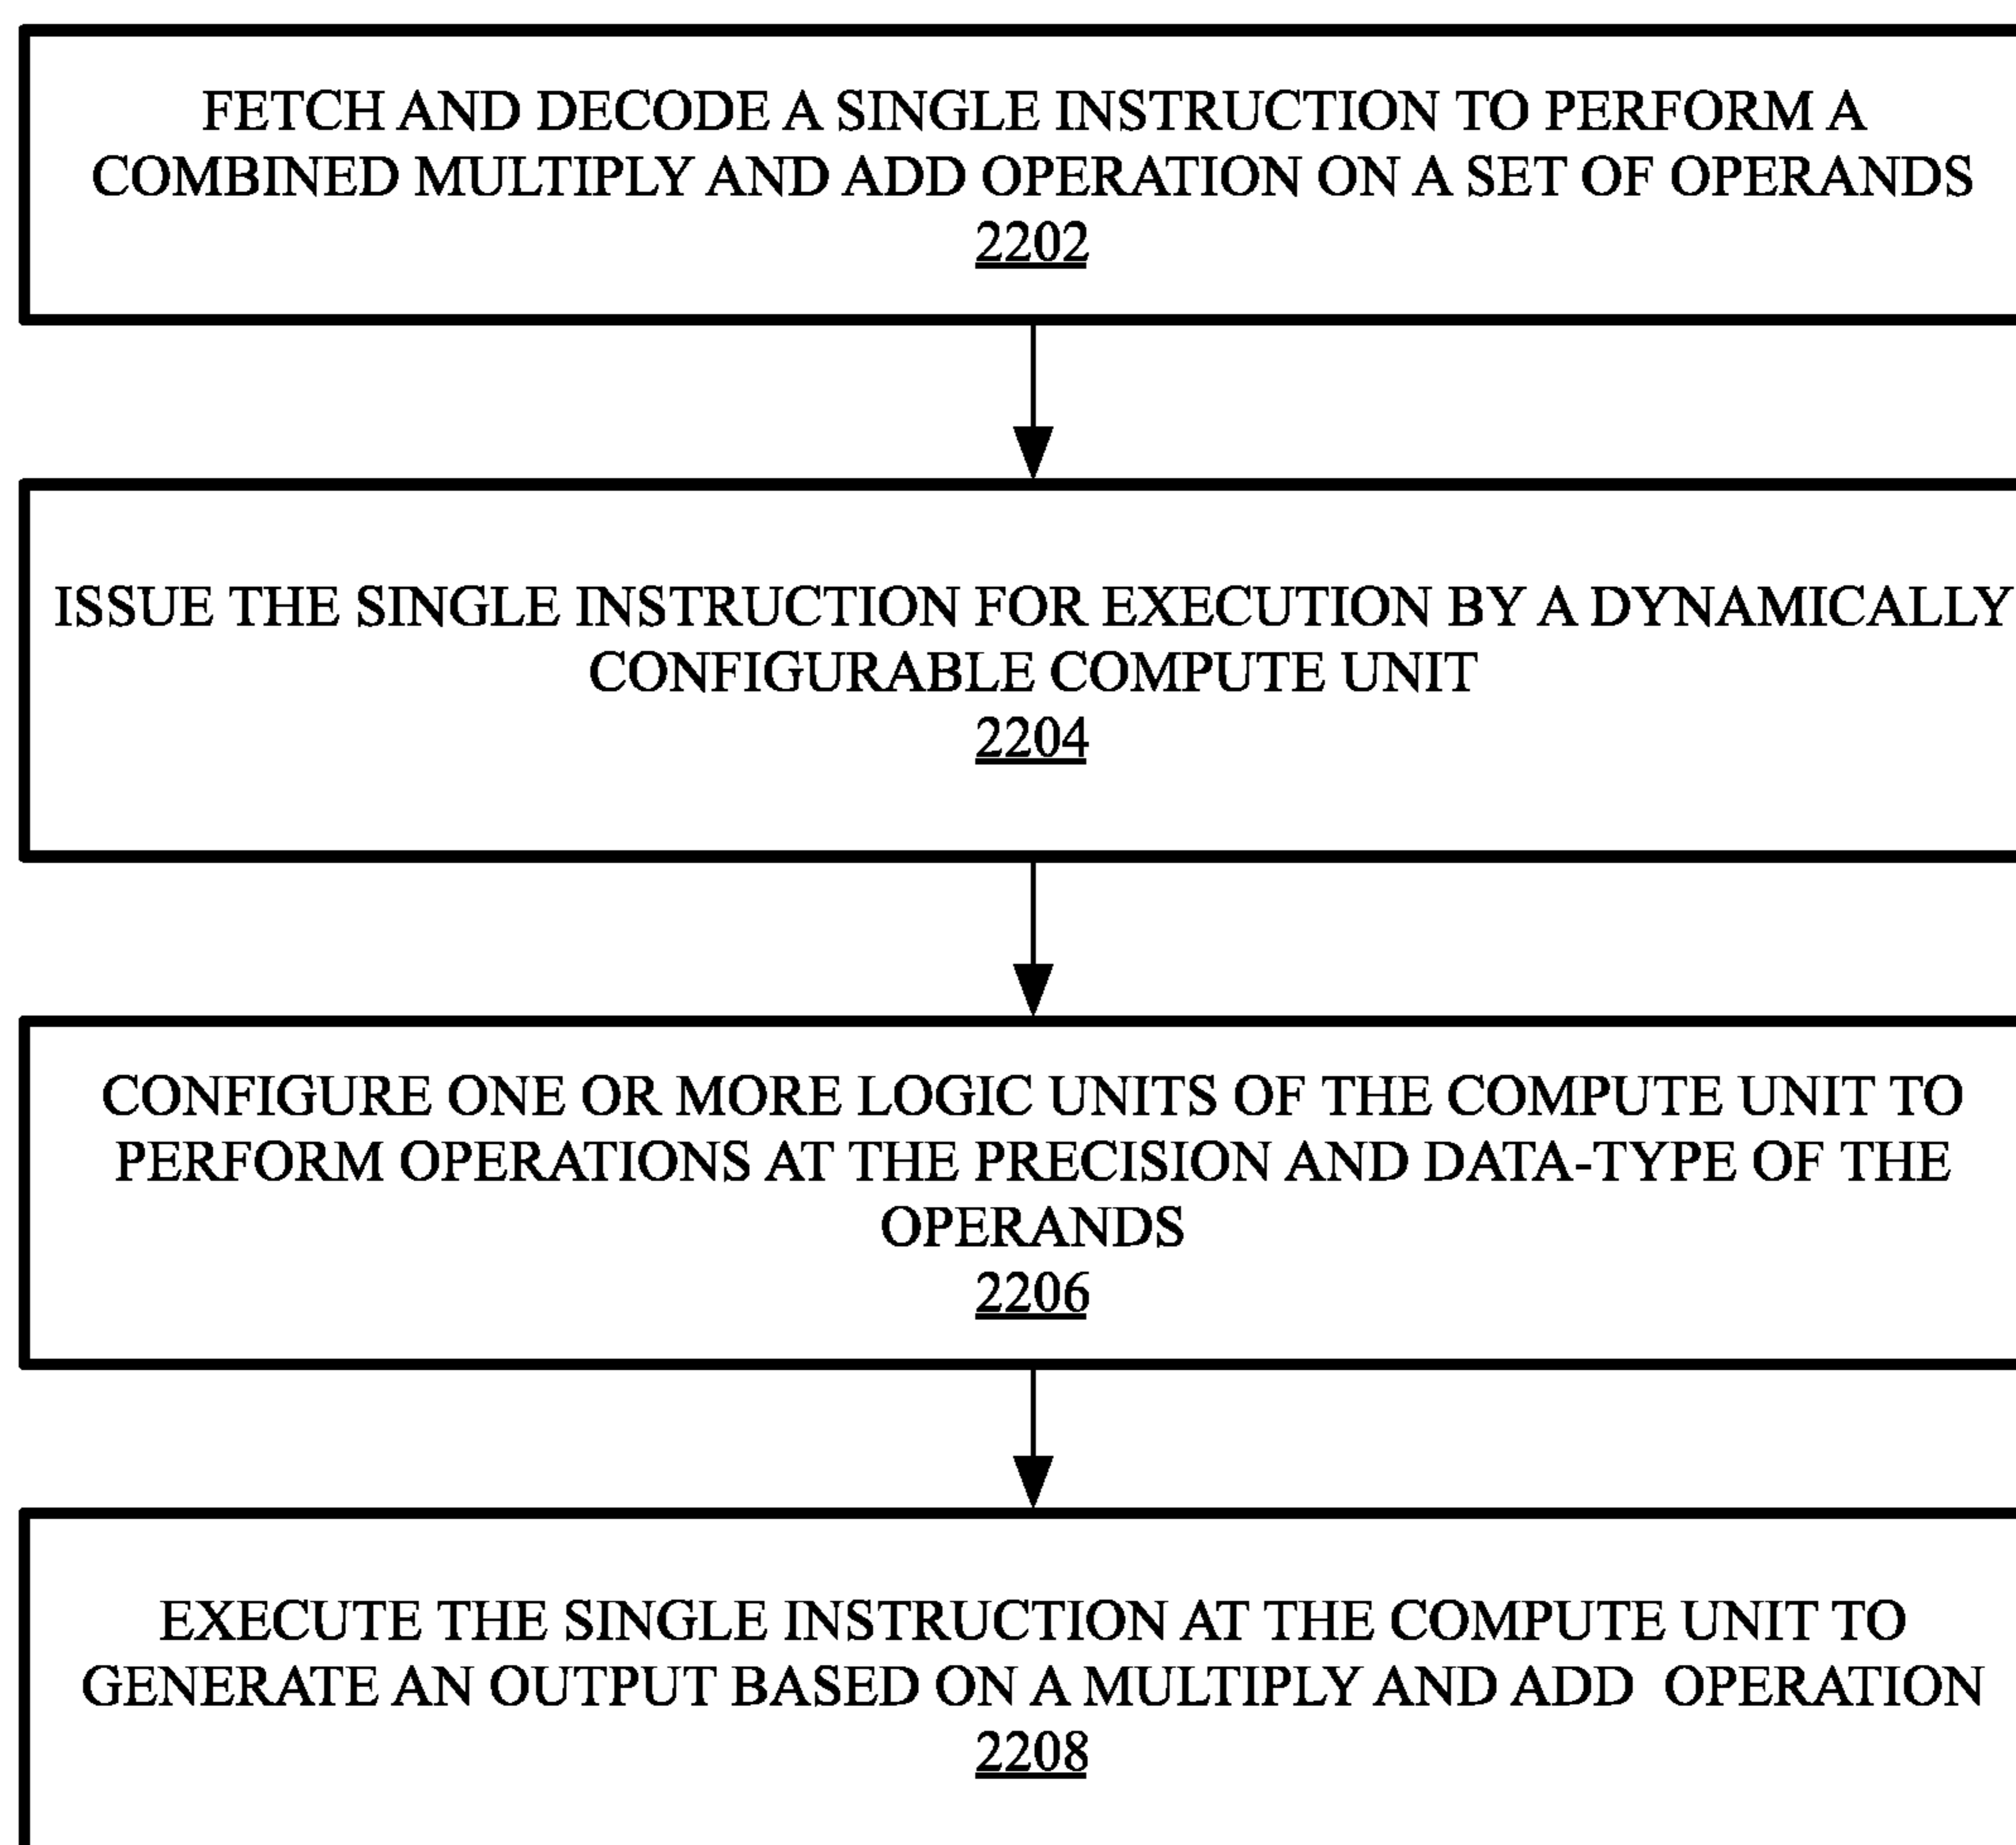 FETCH AND DECODE A SINGLE INSTRUCTION TO PERFORM A
COMBINED MULTIPLY AND ADD OPERATION ON A SET OF OPERANDS
2202
ISSUE THE SINGLE INSTRUCTION FOR EXECUTION BY A DYNAMICALLY
CONFIGURABLE COMPUTE UNIT
2204
CONFIGURE ONE OR MORE LOGIC UNITS OF THE COMPUTE UNIT TO
PERFORM OPERATIONS AT THE PRECISION AND DATA-TYPE OF THE
OPERANDS
2206
EXECUTE THE SINGLE INSTRUCTION AT THE COMPUTE UNIT TO
GENERATE AN OUTPUT BASED ON A MULTIPLY AND ADD OPERATION
2208